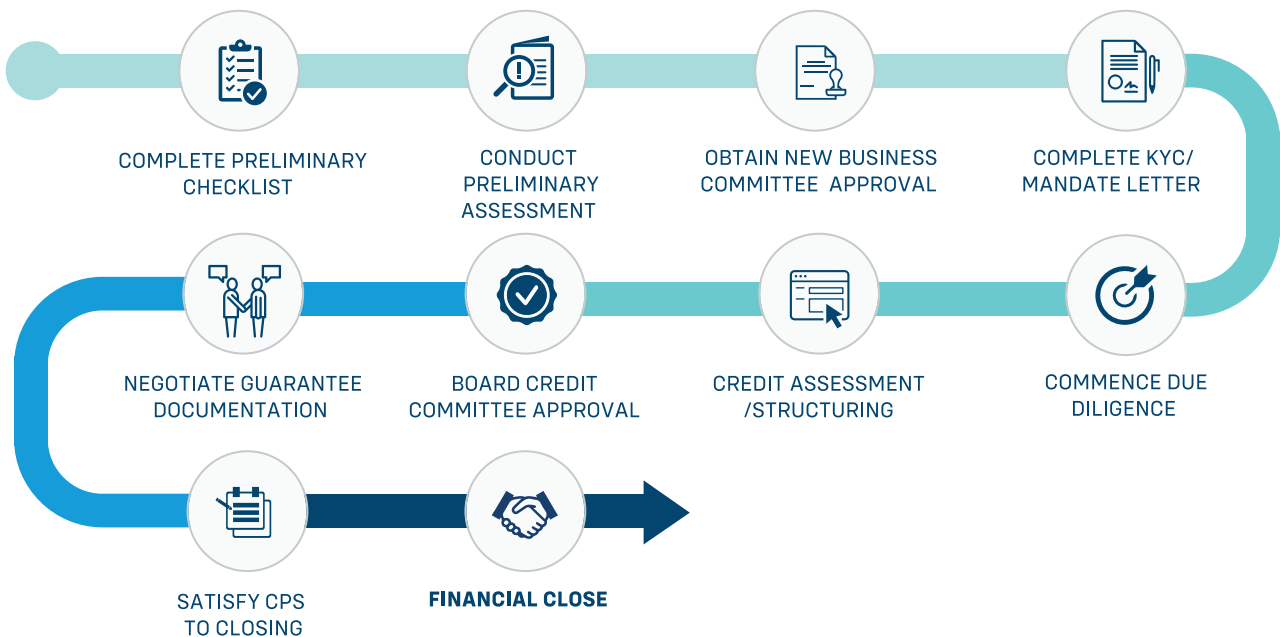 COMPLETE PRELIMINARY
CHECKLIST
CONDUCT
PRELIMINARY
ASSESSMENT
OBTAIN NEW BUSINESS
COMMITTEE APPROVAL
COMPLETE KYC/
MANDATE LETTER
COMMENCE DUE
DILIGENCE
CREDIT ASSESSMENT
/STRUCTURING
BOARD CREDIT
COMMITTEE APPROVAL
NEGOTIATE GUARANTEE
DOCUMENTATION
SATISFY CPS
TO CLOSING
FINANCIAL CLOSE